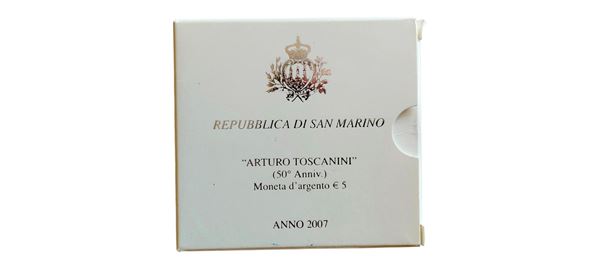 REPUBBLICA DI SAN MARINO
"ARTURO TOSCANINI"
(50° Anniv.)
Moneta d'argento € 5
ANNO 2007